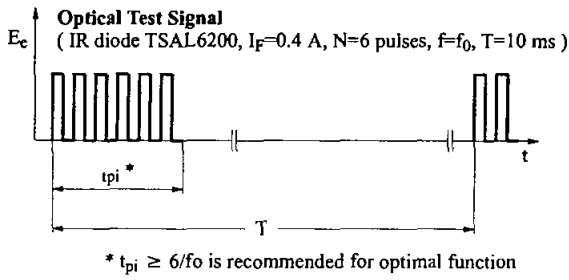 Optical Test Signal
Ee
( IR diode TSAL6200, IF=0.4 A, N=6 pulses, f=f0, T=10 ms )
t
tpi *
T
* tpi ≥ 6/fo is recommended for optimal function